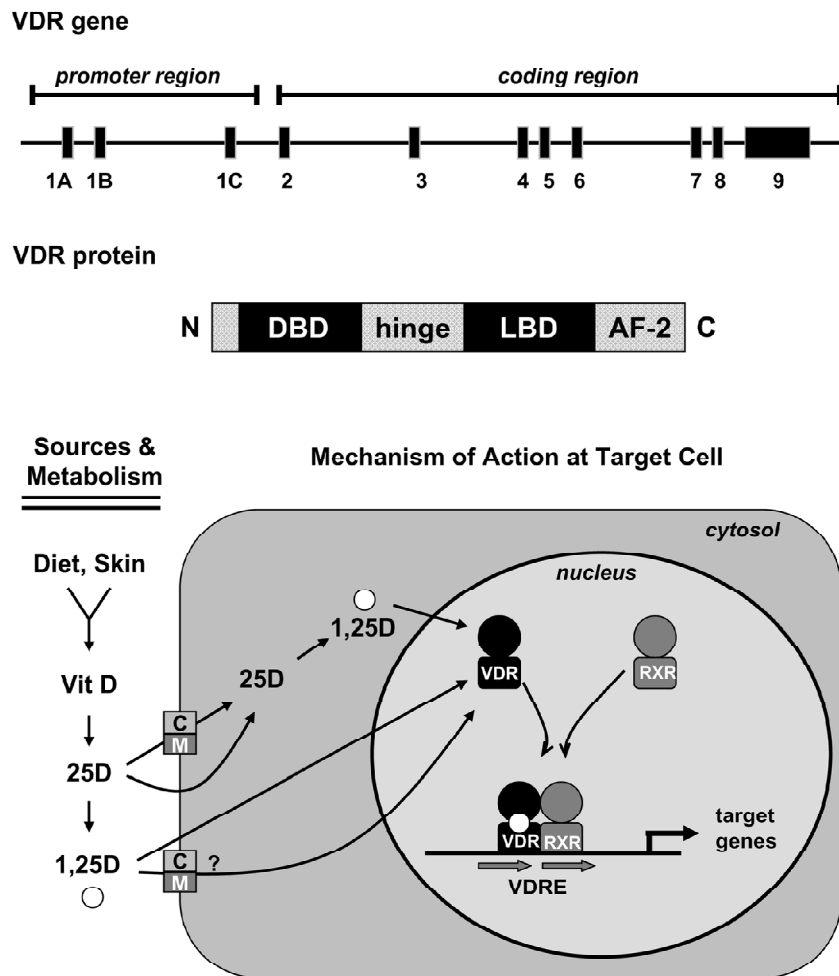 VDR gene
promoter region coding region
1A 1B 1C 2 3 4 5 6 7 8 9
VDR protein
N DBD hinge LBD AF-2 C
Sources &
Metabolism
Mechanism of Action at Target Cell
cytosol
nucleus
Diet, Skin
Vit D
25D
1,25D
C
M
25D
1,25D
C
M
?
VDR
RXR
VDR RXR
VDRE
target
genes